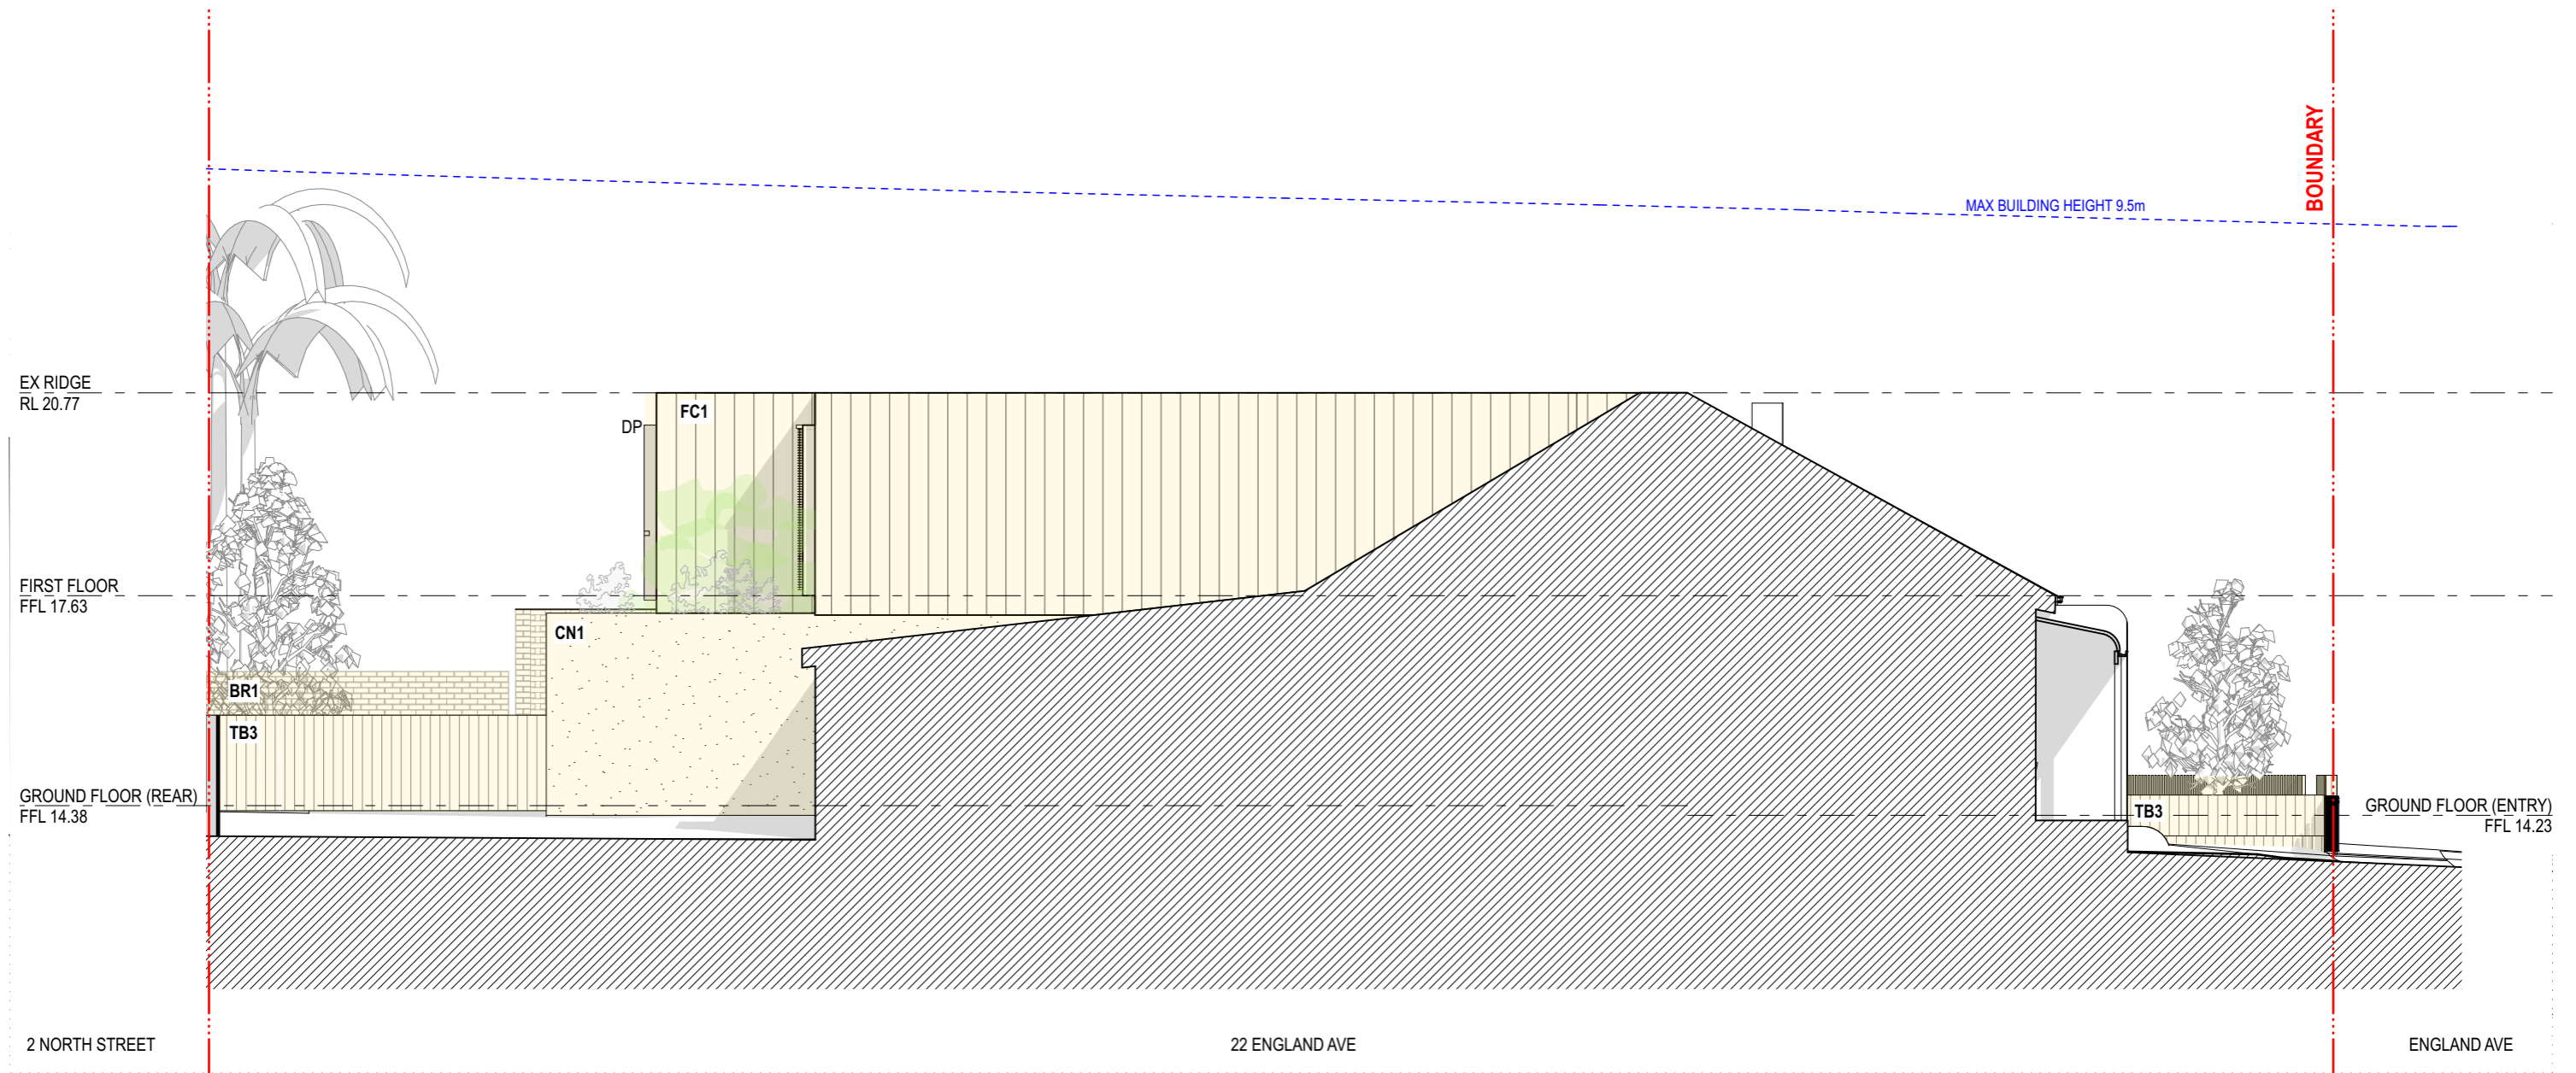 BOUNDARY
MAX BUILDING HEIGHT 9.5m
EX RIDGE
RL 20.77
FC1
DP
FIRST FLOOR
FFL 17.63
CN1
BR1
TB3
GROUND FLOOR (REAR)
FFL 14.38
TB3
GROUND FLOOR (ENTRY)
FFL 14.23
2 NORTH STREET
22 ENGLAND AVE
ENGLAND AVE